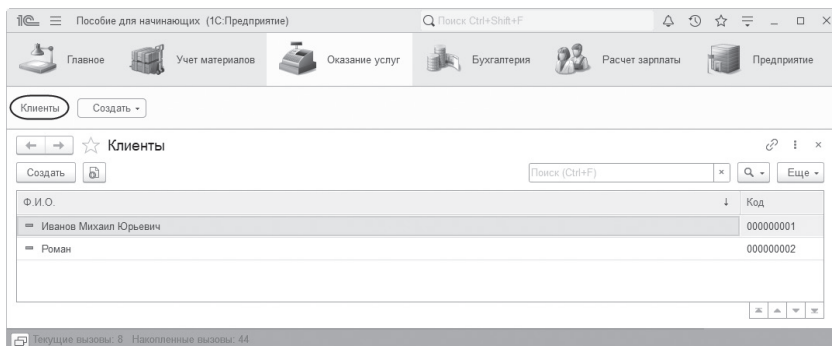 1С Пособие для начинающих (1С:Предприятие) Поиск Ctrl+Shift+F
Главное Учет материалов Оказание услуг Бухгалтерия Расчет зарплаты Предприятие
Клиенты Создать
Клиенты
Создать Поиск (Ctrl+F) Еще
Ф.И.О. Код
Иванов Михаил Юрьевич 000000001
Роман 000000002
Текущие вызовы: 8 Накопленные вызовы: 44